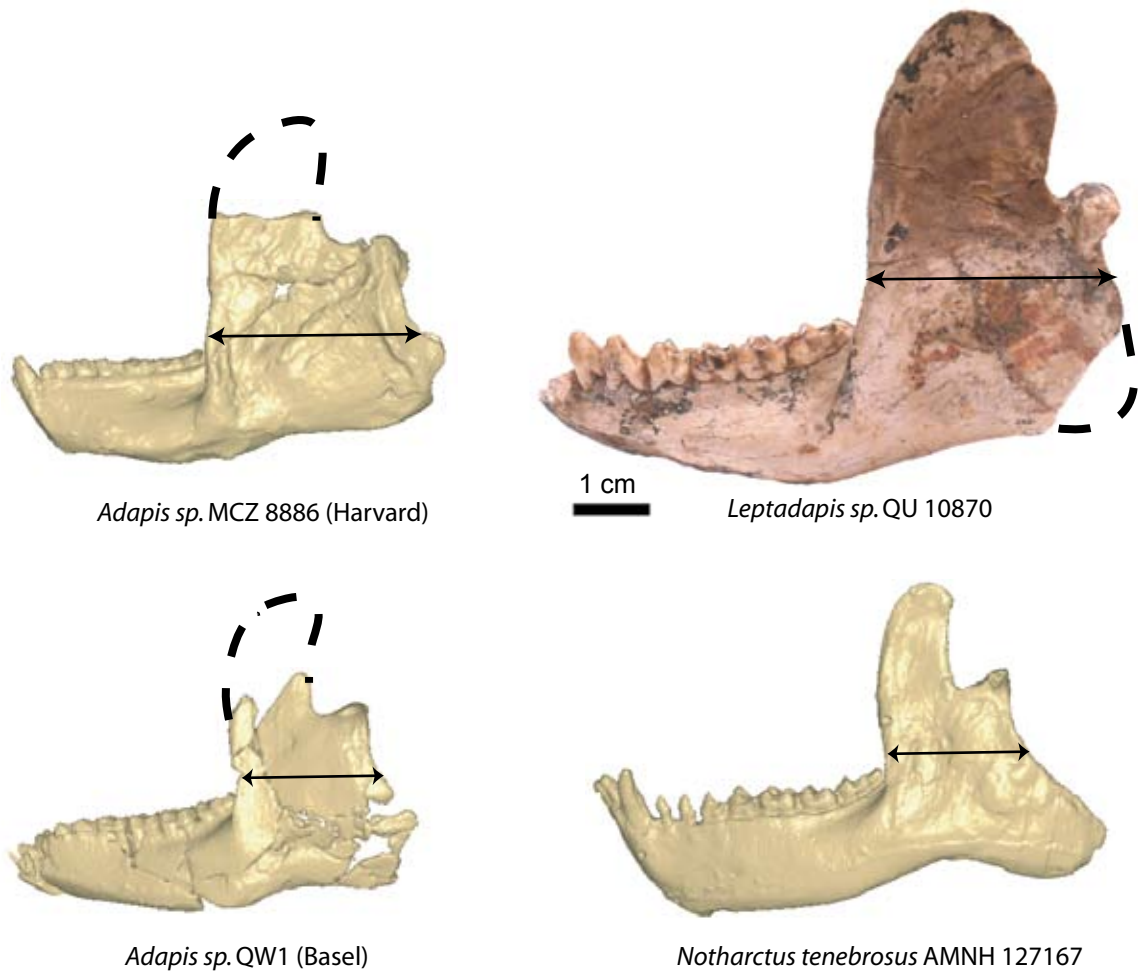 Adapis sp. MCZ 8886 (Harvard)
1 cm
Leptadapis sp. QU 10870
Adapis sp. QW1 (Basel)
Notharctus tenebrosus AMNH 127167